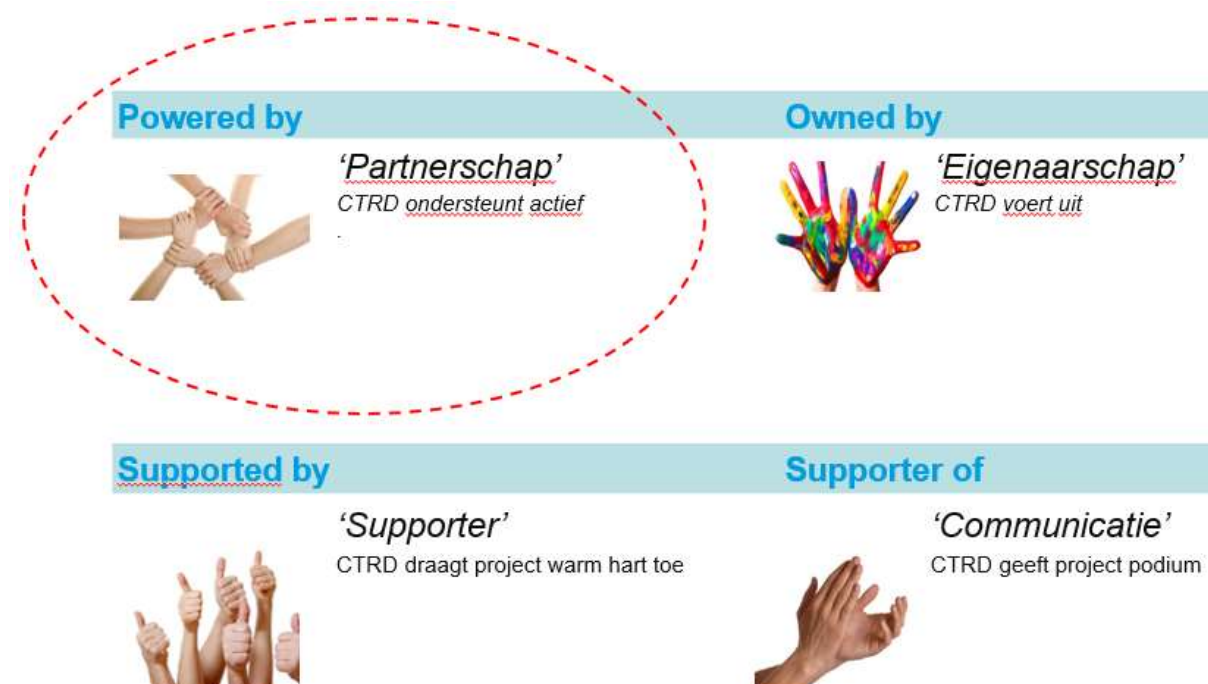 Powered by
Owned by
‘Partnerschap’
CTRD ondersteunt actief
.
‘Eigenaarschap’
CTRD voert uit
Supported by
Supporter of
‘Supporter’
CTRD draagt project warm hart toe
‘Communicatie’
CTRD geeft project podium